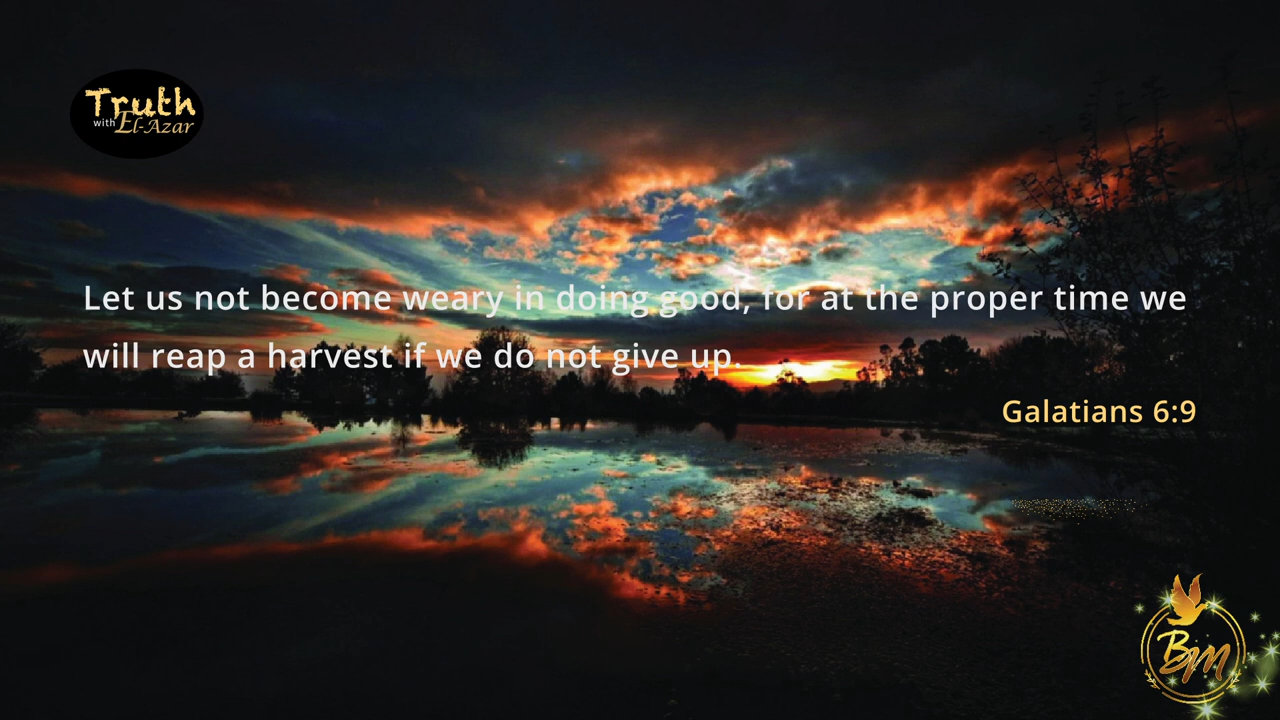 Truth
with El-Azar
Let us not become weary in doing good, for at the proper time we
will reap a harvest if we do not give up.
Galatians 6:9
BM